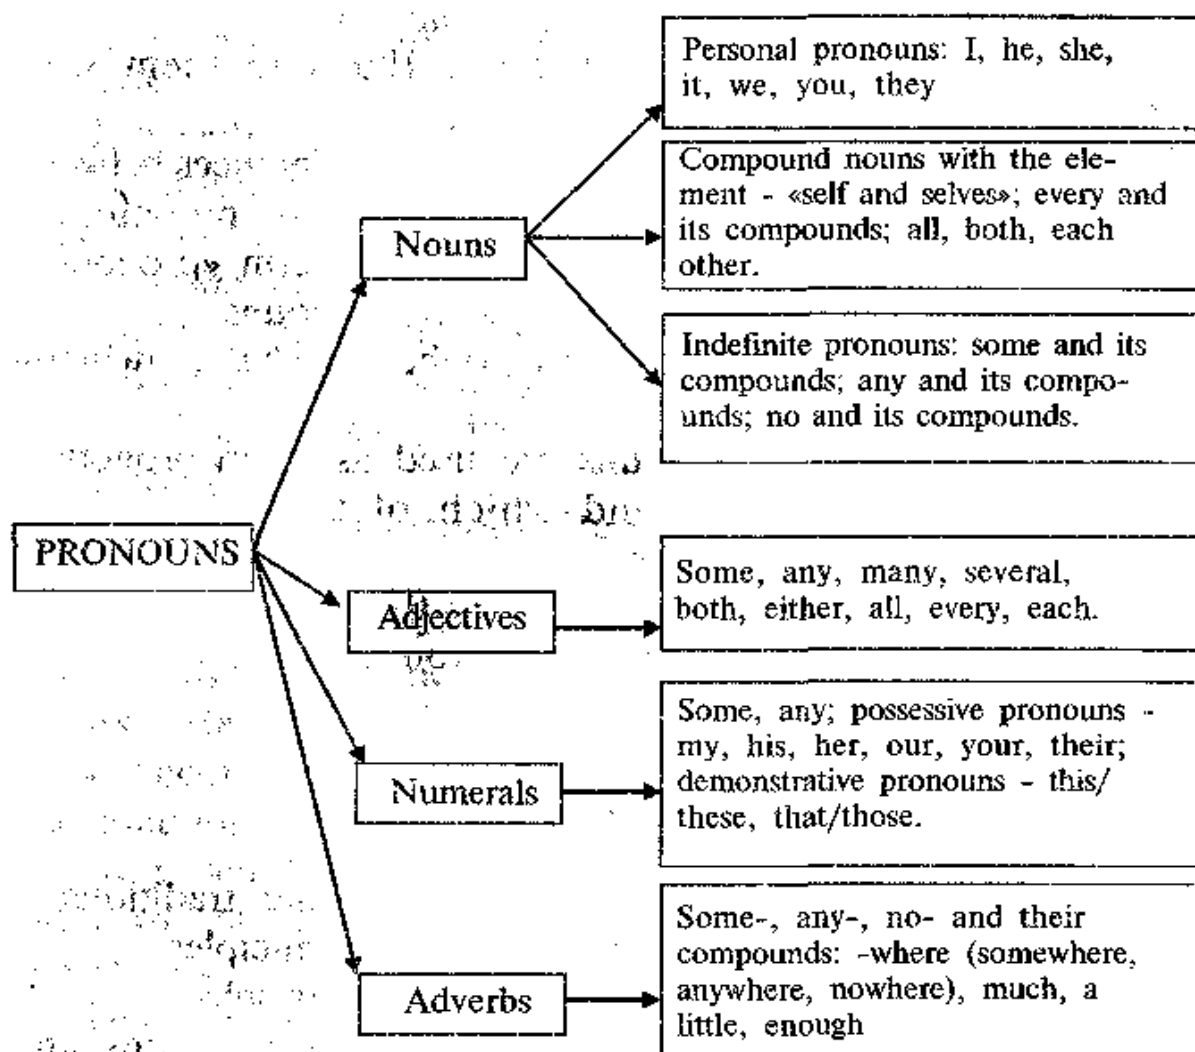 Personal pronouns: I, he, she,
it, we, you, they
Compound nouns with the ele-
ment - «self and selves»; every and
its compounds; all, both, each
other.
Nouns
Indefinite pronouns: some and its
compounds; any and its compo-
unds; no and its compounds.
PRONOUNS
Some, any, many, several,
both, either, all, every, each.
Adjectives
Some, any; possessive pronouns -
my, his, her, our, your, their;
demonstrative pronouns - this/
these, that/those.
Numerals
Some-, any-, no- and their
compounds: -where (somewhere,
anywhere, nowhere), much, a
little, enough
Adverbs